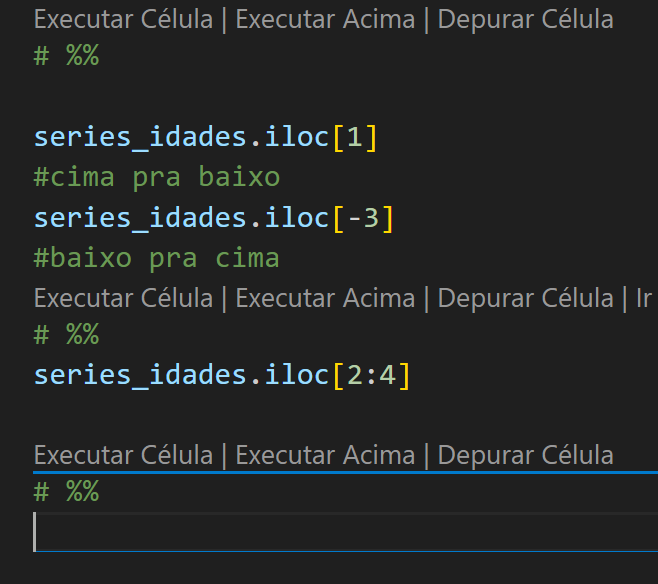 Executar Célula | Executar Acima | Depurar Célula
# %%
series_idades.iloc[1]
#cima pra baixo
series_idades.iloc[-3]
#baixo pra cima
Executar Célula | Executar Acima | Depurar Célula | Ir
# %%
series_idades.iloc[2:4]
Executar Célula | Executar Acima | Depurar Célula
# %%